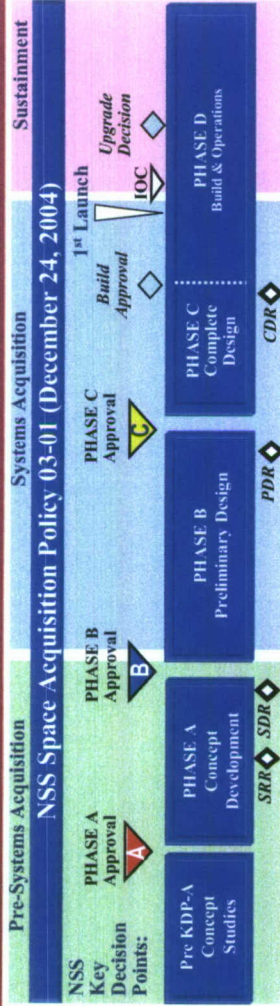 Pre-Systems Acquisition
Systems Acquisition
Sustainment
NSS Space Acquisition Policy 03-01 (December 24, 2004)
NSS
Key
Decision
Points:
PHASE A
Approval
A
PHASE B
Approval
B
PHASE C
Approval
C
Build
Approval
1st Launch
IOC
Upgrade
Decision
Pre KDP-A
Concept
Studies
PHASE A
Concept
Development
PHASE B
Preliminary Design
PHASE C
Complete
Design
PHASE D
Build & Operations
SRR
SDR
PDR
CDR